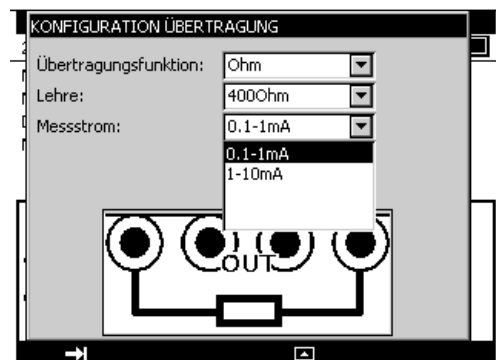 KONFIGURATION ÜBERTRAGUNG
Übertragungsfunktion: Ohm
Lehre: 400Ohm
Messstrom: 0.1-1mA
0.1-1mA
1-10mA
OUT